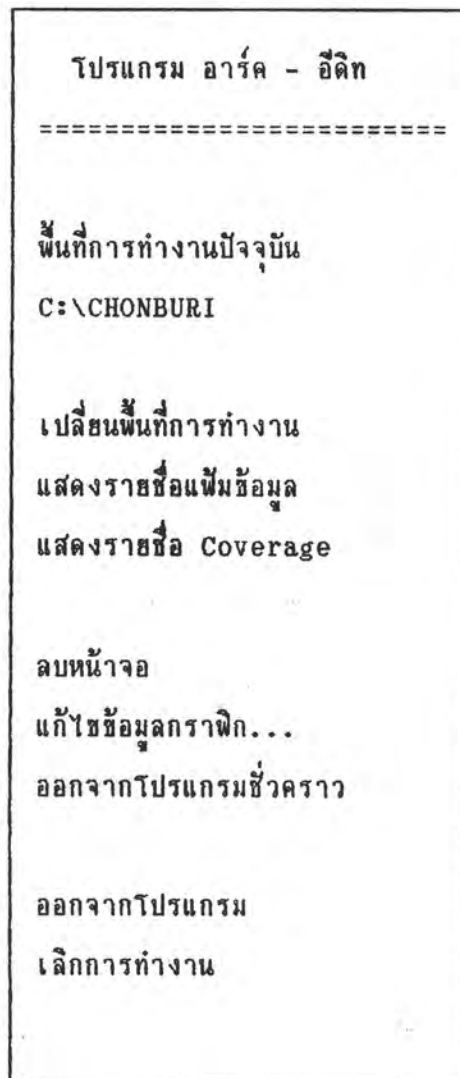 โปรแกรม อาร์ค - อีดิท
=========================
พื้นที่การทำงานปัจจุบัน
C:\CHONBURI
เปลี่ยนพื้นที่การทำงาน
แสดงรายชื่อแฟ้มข้อมูล
แสดงรายชื่อ Coverage
ลบหน้าจอ
แก้ไขข้อมูลกราฟิก...
ออกจากโปรแกรมชั่วคราว
ออกจากโปรแกรม
เลิกการทำงาน